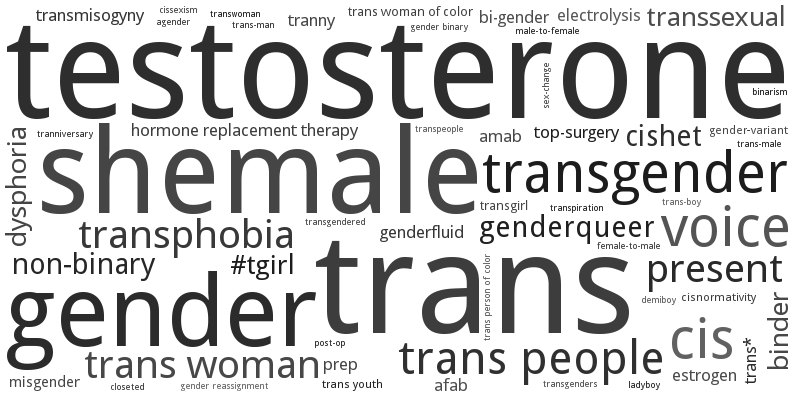 transmisogyny
cissexism
agender
transwoman
trans-man
tranny
trans woman of color
gender binary
bi-gender
electrolysis
transsexual
male-to-female
testosterone
sex-change
binarism
tranniversary
hormone replacement therapy
transpeople
amab
top-surgery
cishet
gender-variant
trans-male
dysphoria
shemale
transgender
transgirl
transpiration
trans-boy
transphobia
transgendered
genderfluid
genderqueer
voice
female-to-male
non-binary
#tgirl
trans
trans person of color
present
gender
demiboy
cisnormativity
binder
post-op
cis
trans woman
prep
trans people
trans*
misgender
closeted
gender reassignment
trans youth
afab
transgenders
ladyboy
estrogen